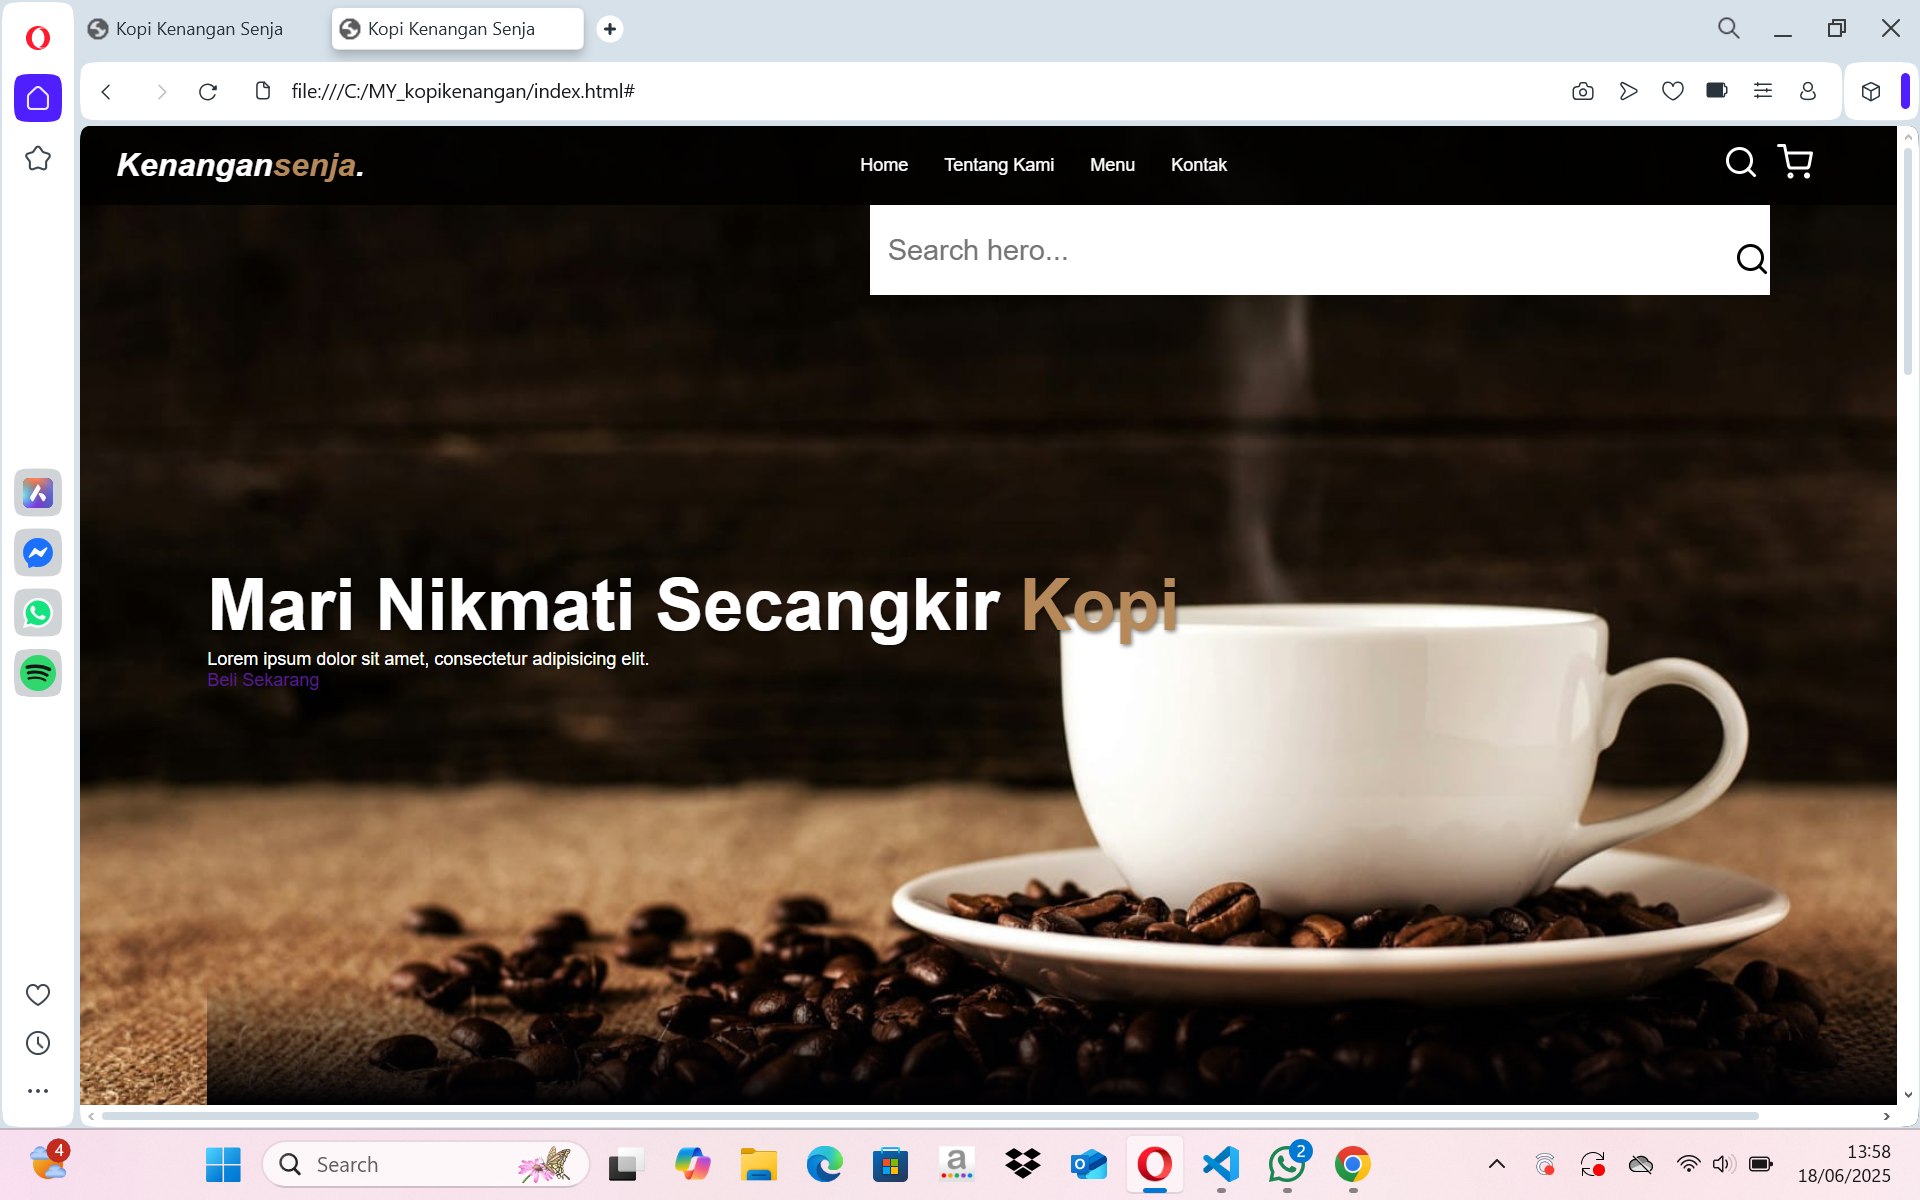 Kopi Kenangan Senja
Kopi Kenangan Senja
file:///C:/MY_kopikenangan/index.html#
Kenangansenja.
Home
Tentang Kami
Menu
Kontak
Search hero...
Mari Nikmati Secangkir Kopi
Lorem ipsum dolor sit amet, consectetur adipisicing elit.
Beli Sekarang
4
Search
a
2
13:58
18/06/2025